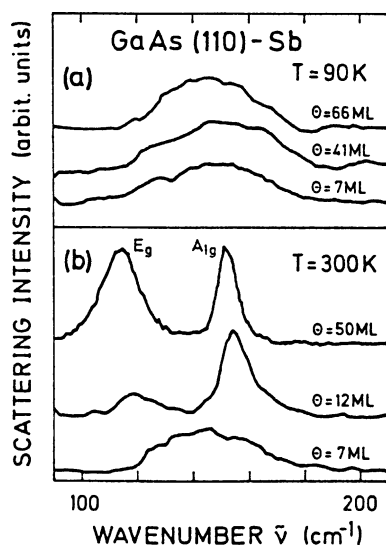 GaAs (110)-Sb
(a)
T=90K
Θ=66ML
Θ=41ML
Θ=7ML
(b)
Eg
A1g
T=300K
Θ=50ML
Θ=12ML
Θ=7ML
SCATTERING INTENSITY (arbit. units)
100
200
WAVENUMBER ν̃ (cm⁻¹)